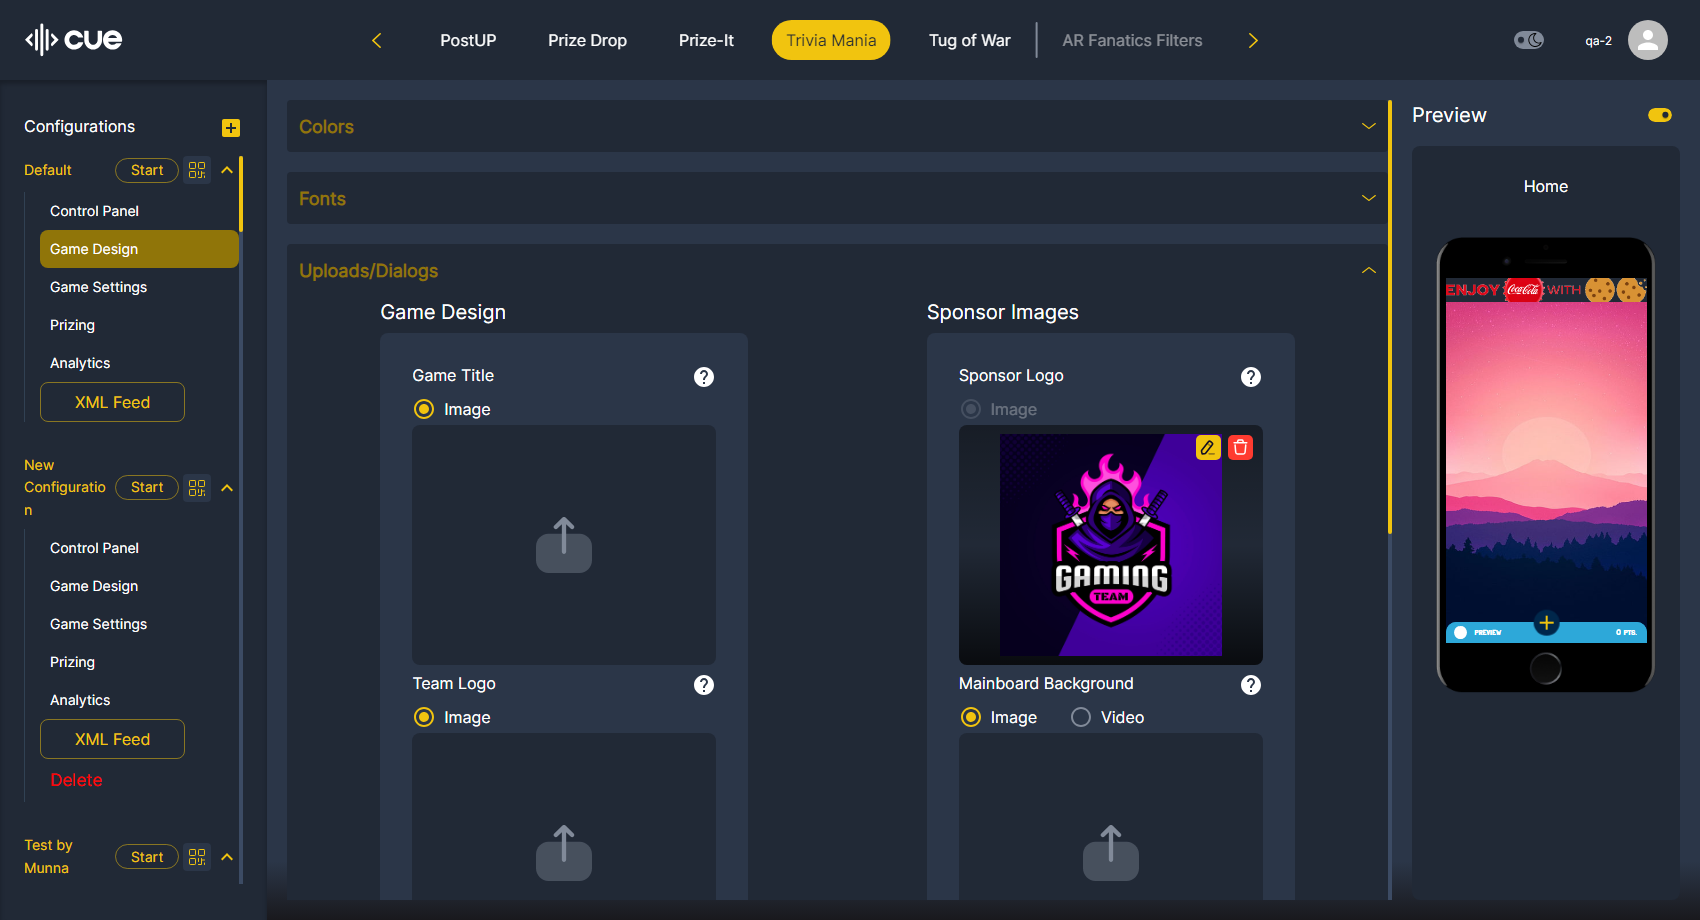 cue
PostUP
Prize Drop
Prize-It
Trivia Mania
Tug of War
AR Fanatics Filters
qa-2
Configurations
Default
Start
Control Panel
Game Design
Game Settings
Prizing
Analytics
XML Feed
New
Configuratio
n
Start
Control Panel
Game Design
Game Settings
Prizing
Analytics
XML Feed
Delete
Test by
Munna
Start
Colors
Fonts
Uploads/Dialogs
Game Design
Game Title
?
Image
Team Logo
?
Image
Sponsor Images
Sponsor Logo
?
Image
GAMING
TEAM
Mainboard Background
?
Image
Video
Preview
Home
ENJOY Coca-Cola WITH
PREVIEW
0 PTS.